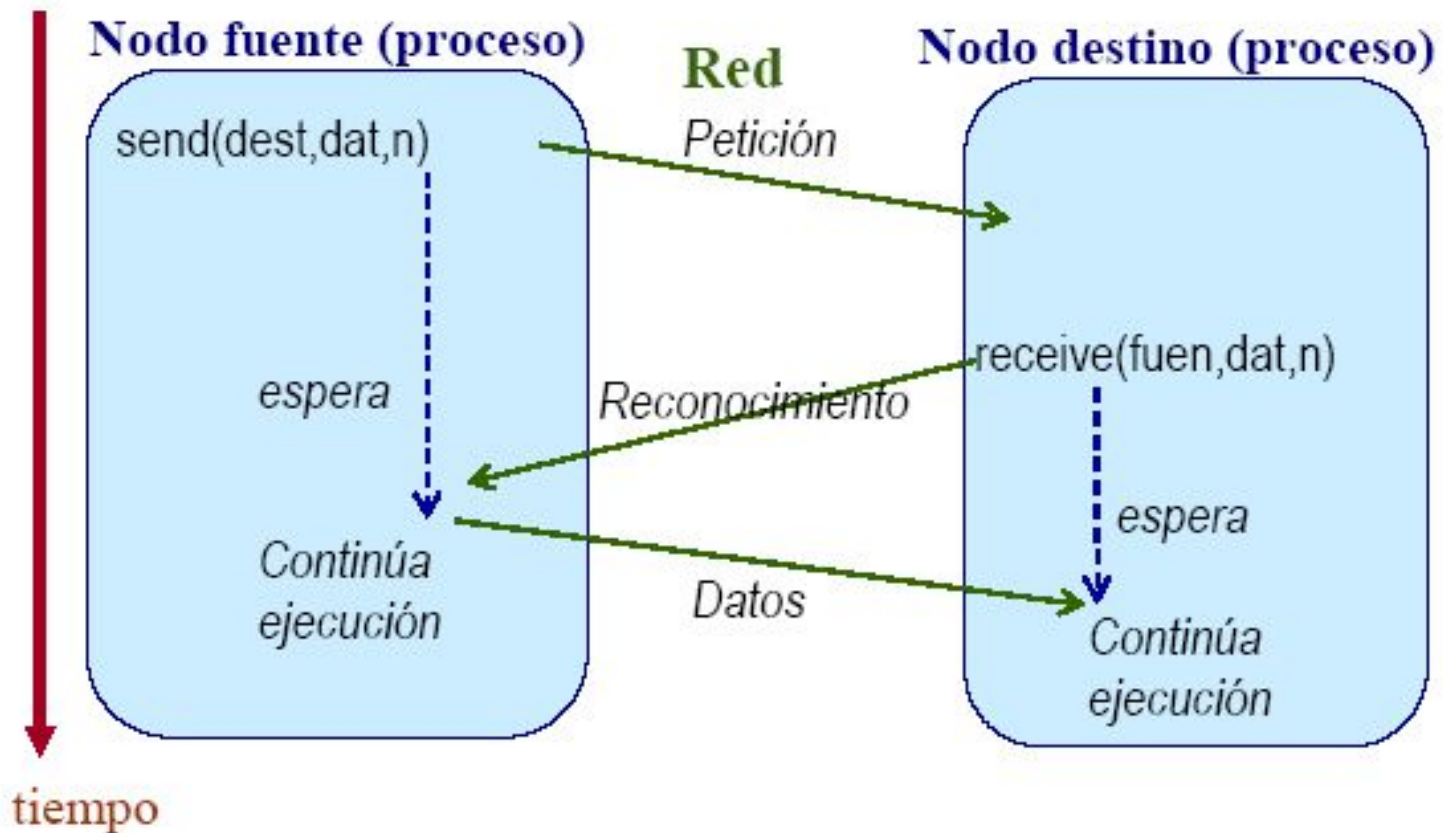 Nodo fuente (proceso)
Red
Nodo destino (proceso)
send(dest,dat,n)
Petición
receive(fuen,dat,n)
espera
Reconocimiento
espera
Continúa
ejecución
Datos
Continúa
ejecución
tiempo